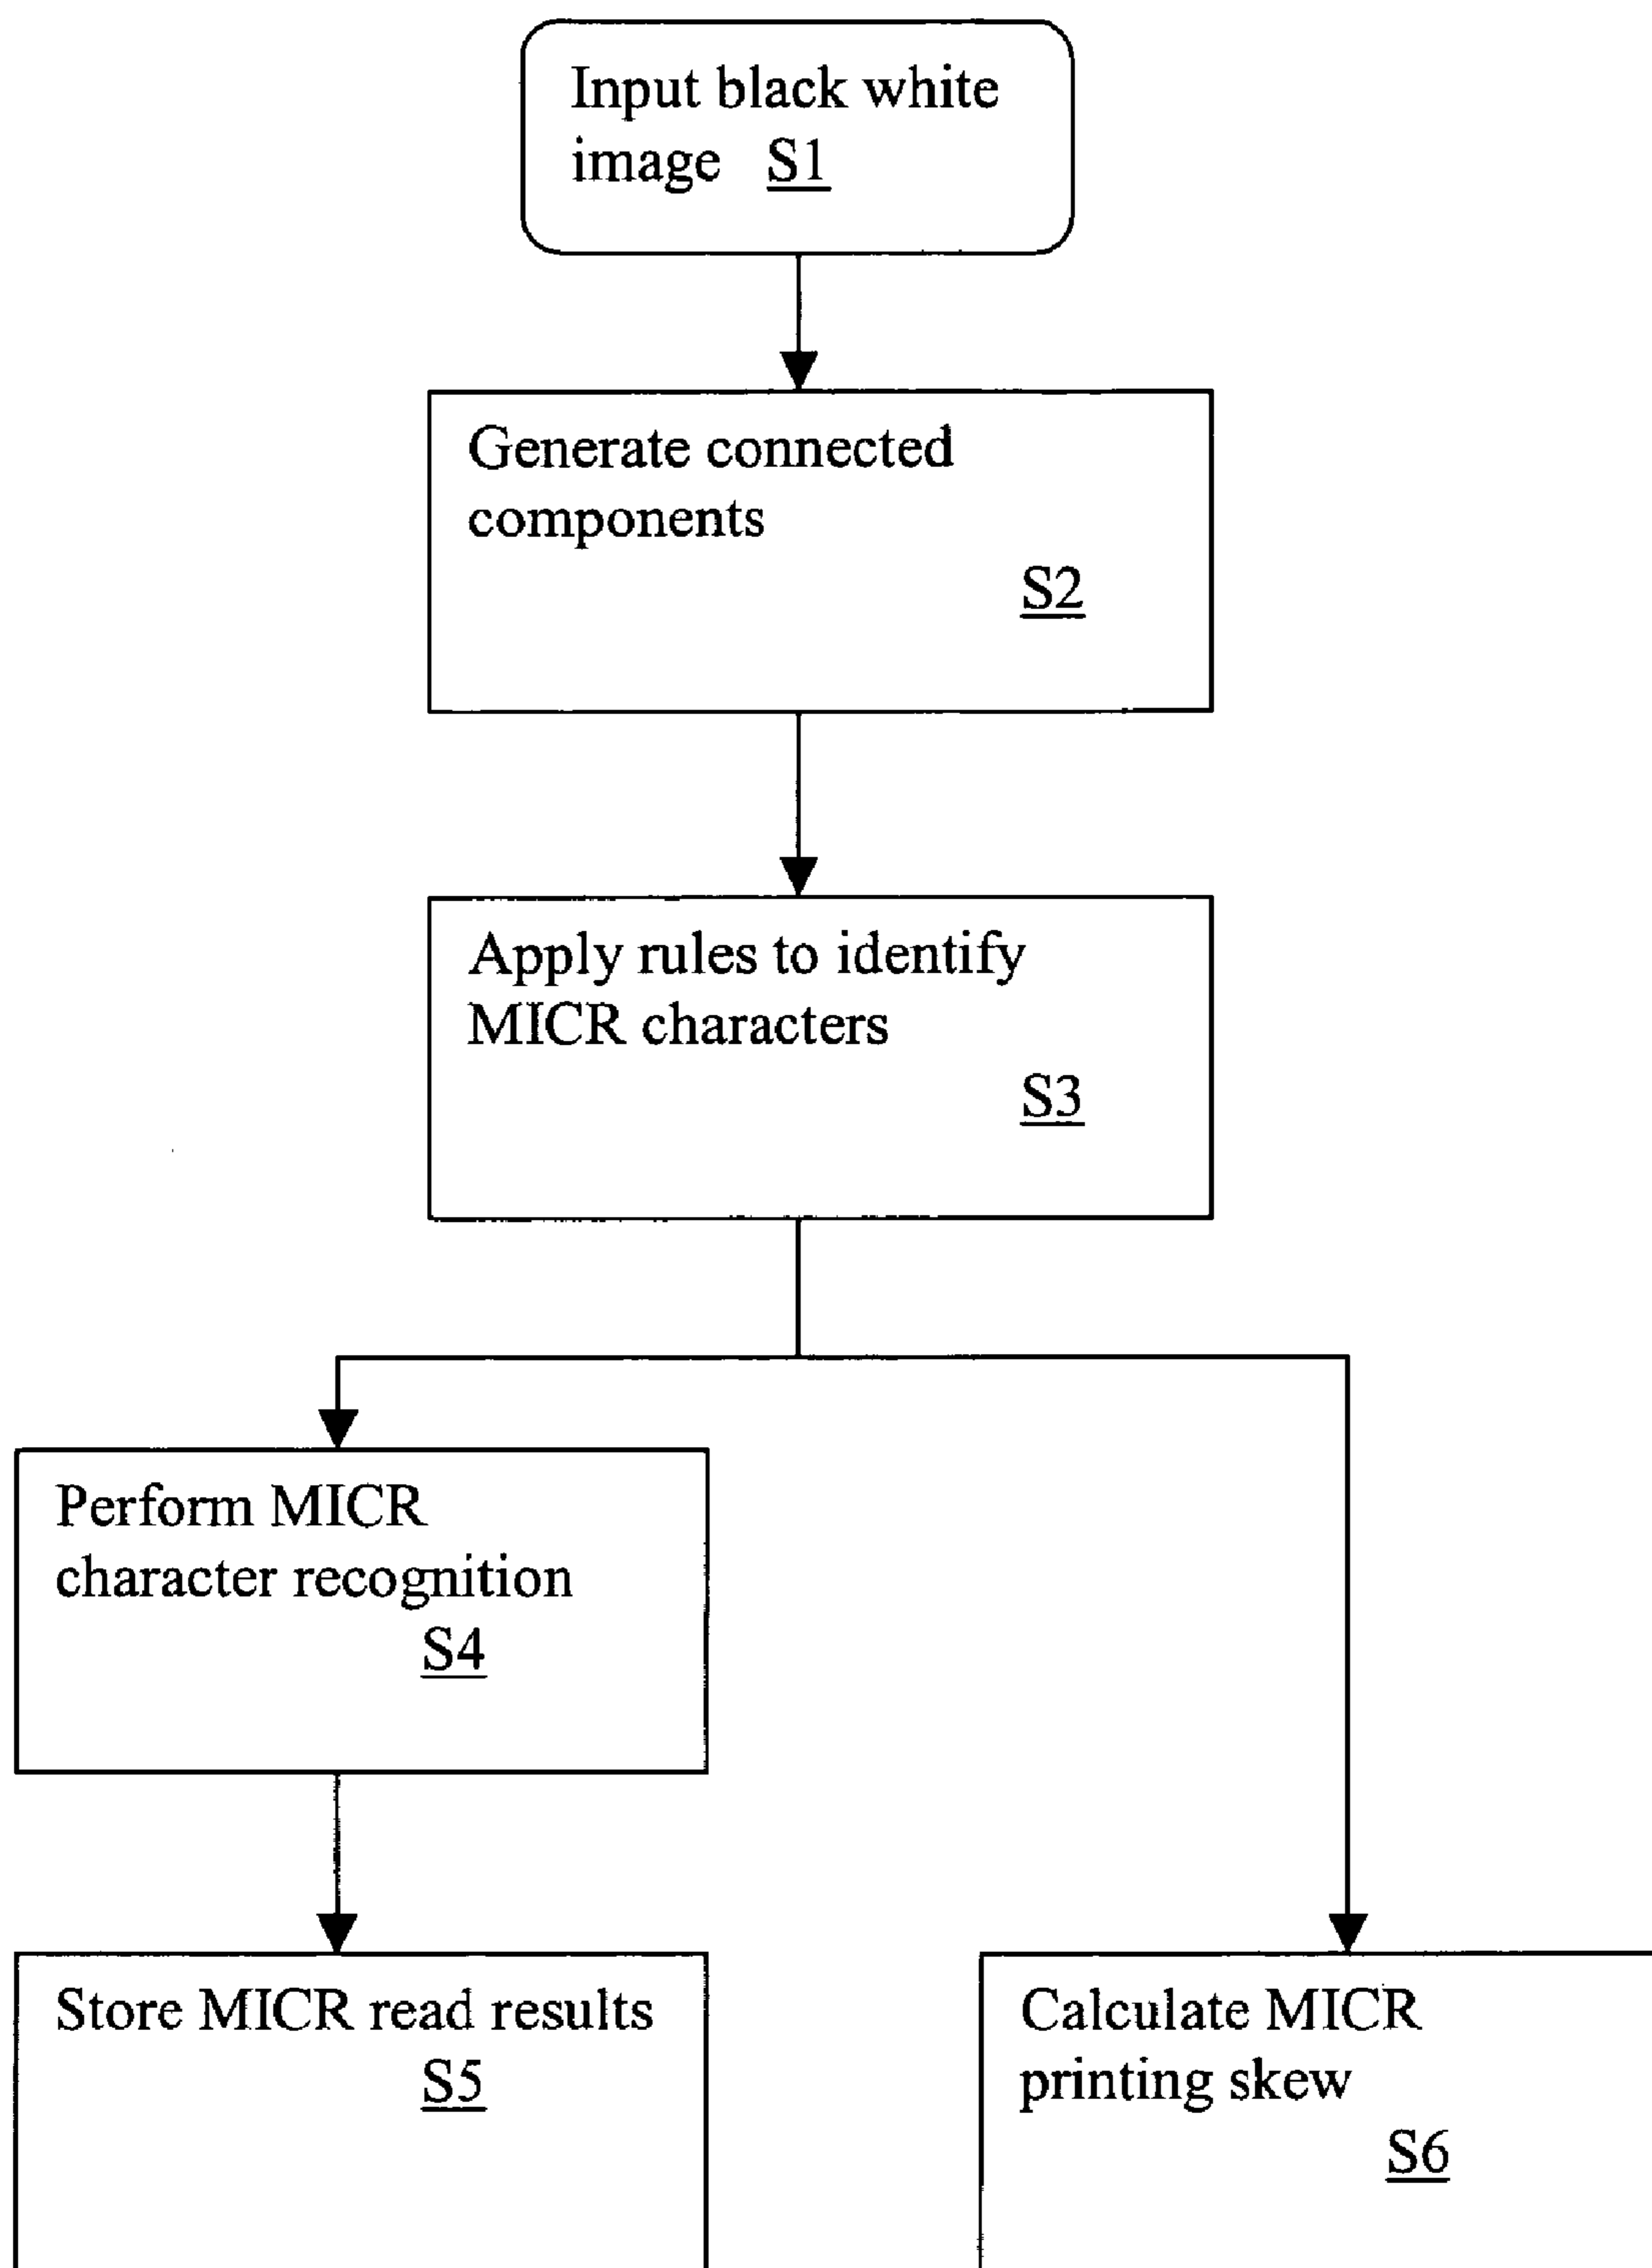 Input black white
image S1
Generate connected
components
S2
Apply rules to identify
MICR characters
S3
Perform MICR
character recognition
S4
Store MICR read results
S5
Calculate MICR
printing skew
S6